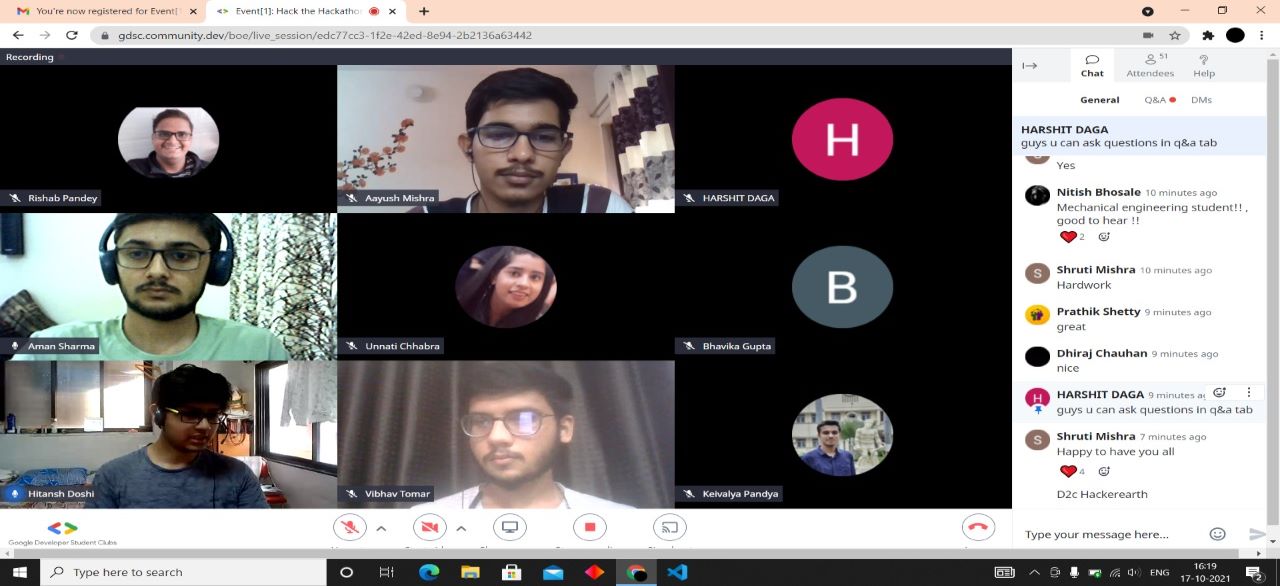 You're now registered for Event[
Event[1]: Hack the Hackathon
gdsc.community.dev/boe/live_session/edc77cc3-1f2e-42ed-8e94-2b2136a63442
Recording
Rishab Pandey
Aayush Mishra
H
HARSHIT DAGA
Aman Sharma
Unnati Chhabra
B
Bhavika Gupta
Hitansh Doshi
Vibhav Tomar
Keivalya Pandya
Google Developer Student Clubs
Chat
51
Attendees
Help
General
Q&A
DMs
HARSHIT DAGA
guys u can ask questions in q&a tab
Yes
Nitish Bhosale 10 minutes ago
Mechanical engineering student!! ,
good to hear !!
2
S
Shruti Mishra 10 minutes ago
Hardwork
Prathik Shetty 9 minutes ago
great
Dhiraj Chauhan 9 minutes ago
nice
H
HARSHIT DAGA 9 minutes ag
guys u can ask questions in q&a tab
S
Shruti Mishra 7 minutes ago
Happy to have you all
4
D2c Hackerearth
Type your message here...
Type here to search
ENG
16:19
17-10-2021
2